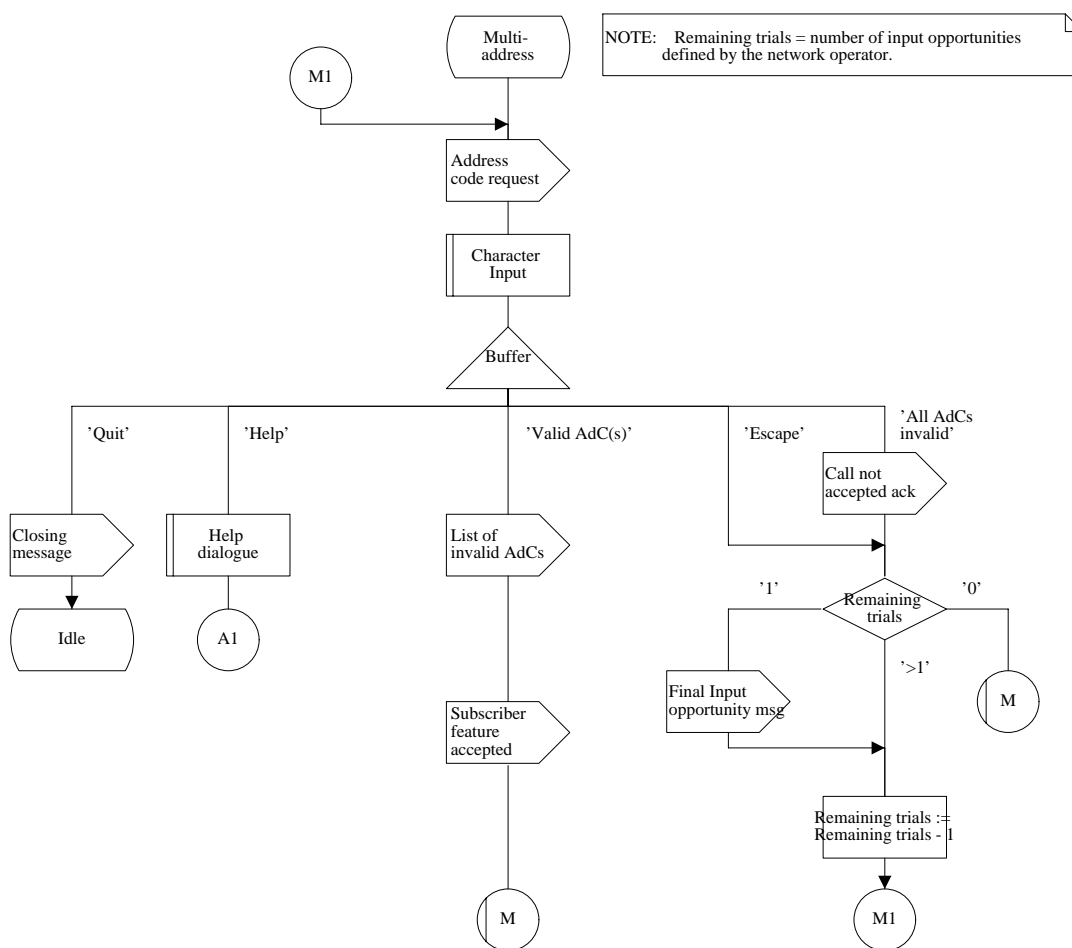 Multi-
address
NOTE: Remaining trials = number of input opportunities
defined by the network operator.
M1
Address
code request
Character
Input
Buffer
’Quit’
’Help’
’Valid AdC(s)’
’Escape’
’All AdCs
invalid’
Call not
accepted ack
Closing
message
Help
dialogue
List of
invalid AdCs
’1’
’0’
Remaining
trials
Idle
A1
’>1’
Final Input
opportunity msg
M
Subscriber
feature
accepted
Remaining trials :=
Remaining trials - 1
M
M1